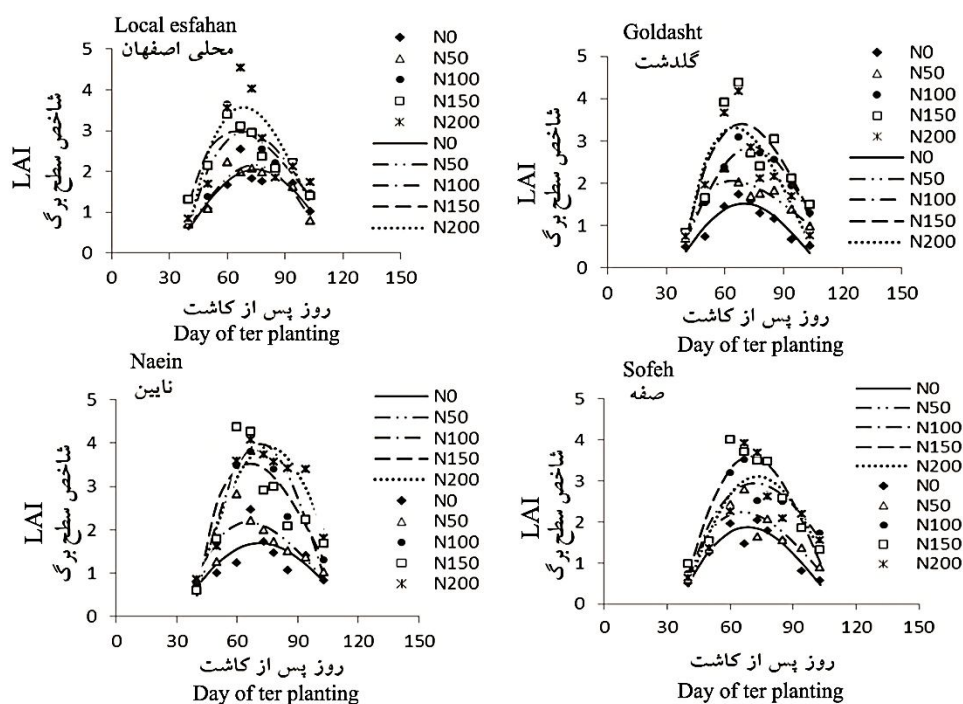 Local esfahan
محلی اصفهان
LAI
شاخص سطح برگ
5
4
3
2
1
0
0 30 60 90 120 150
روز پس از کاشت
Day of ter planting
N0
N50
N100
N150
N200
N0
N50
N100
N150
N200
Goldasht
گلدشت
LAI
شاخص سطح برگ
5
4
3
2
1
0
0 30 60 90 120 150
روز پس از کاشت
Day of ter planting
N0
N50
N100
N150
N200
N0
N50
N100
N150
N200
Naein
نایین
LAI
شاخص سطح برگ
5
4
3
2
1
0
0 30 60 90 120 150
روز پس از کاشت
Day of ter planting
N0
N50
N100
N150
N200
N0
N50
N100
N150
N200
Sofeh
صفه
LAI
شاخص سطح برگ
5
4
3
2
1
0
0 30 60 90 120 150
روز پس از کاشت
Day of ter planting
N0
N50
N100
N150
N200
N0
N50
N100
N150
N200